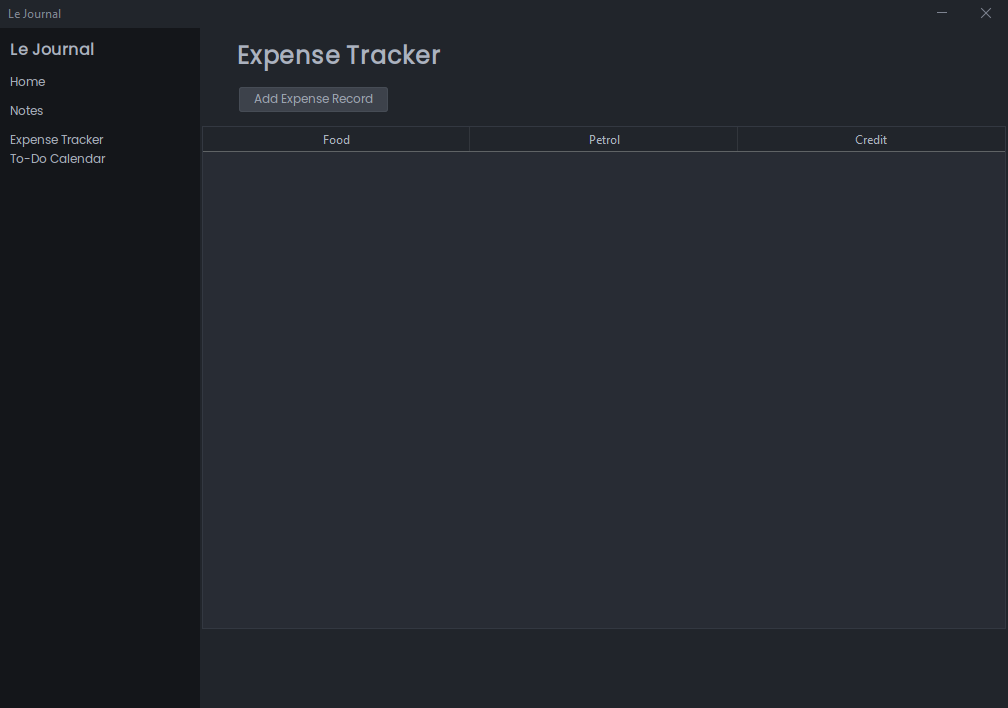 Le Journal
Le Journal
Home
Notes
Expense Tracker
To-Do Calendar
Expense Tracker
Add Expense Record
Food Petrol Credit